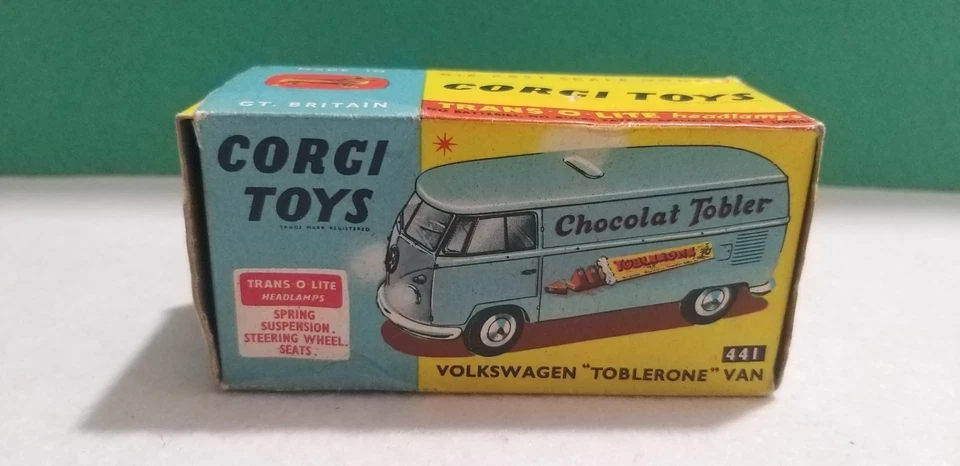 MADE IN
GT. BRITAIN
CORGI TOYS
TRANS-O-LITE headlamps
CORGI
TOYS
TRADE MARK REGISTERED
TRANS-O-LITE
HEADLAMPS
SPRING
SUSPENSION.
STEERING WHEEL.
SEATS.
Chocolat Tobler
TOBLERONE
441
VOLKSWAGEN "TOBLERONE" VAN